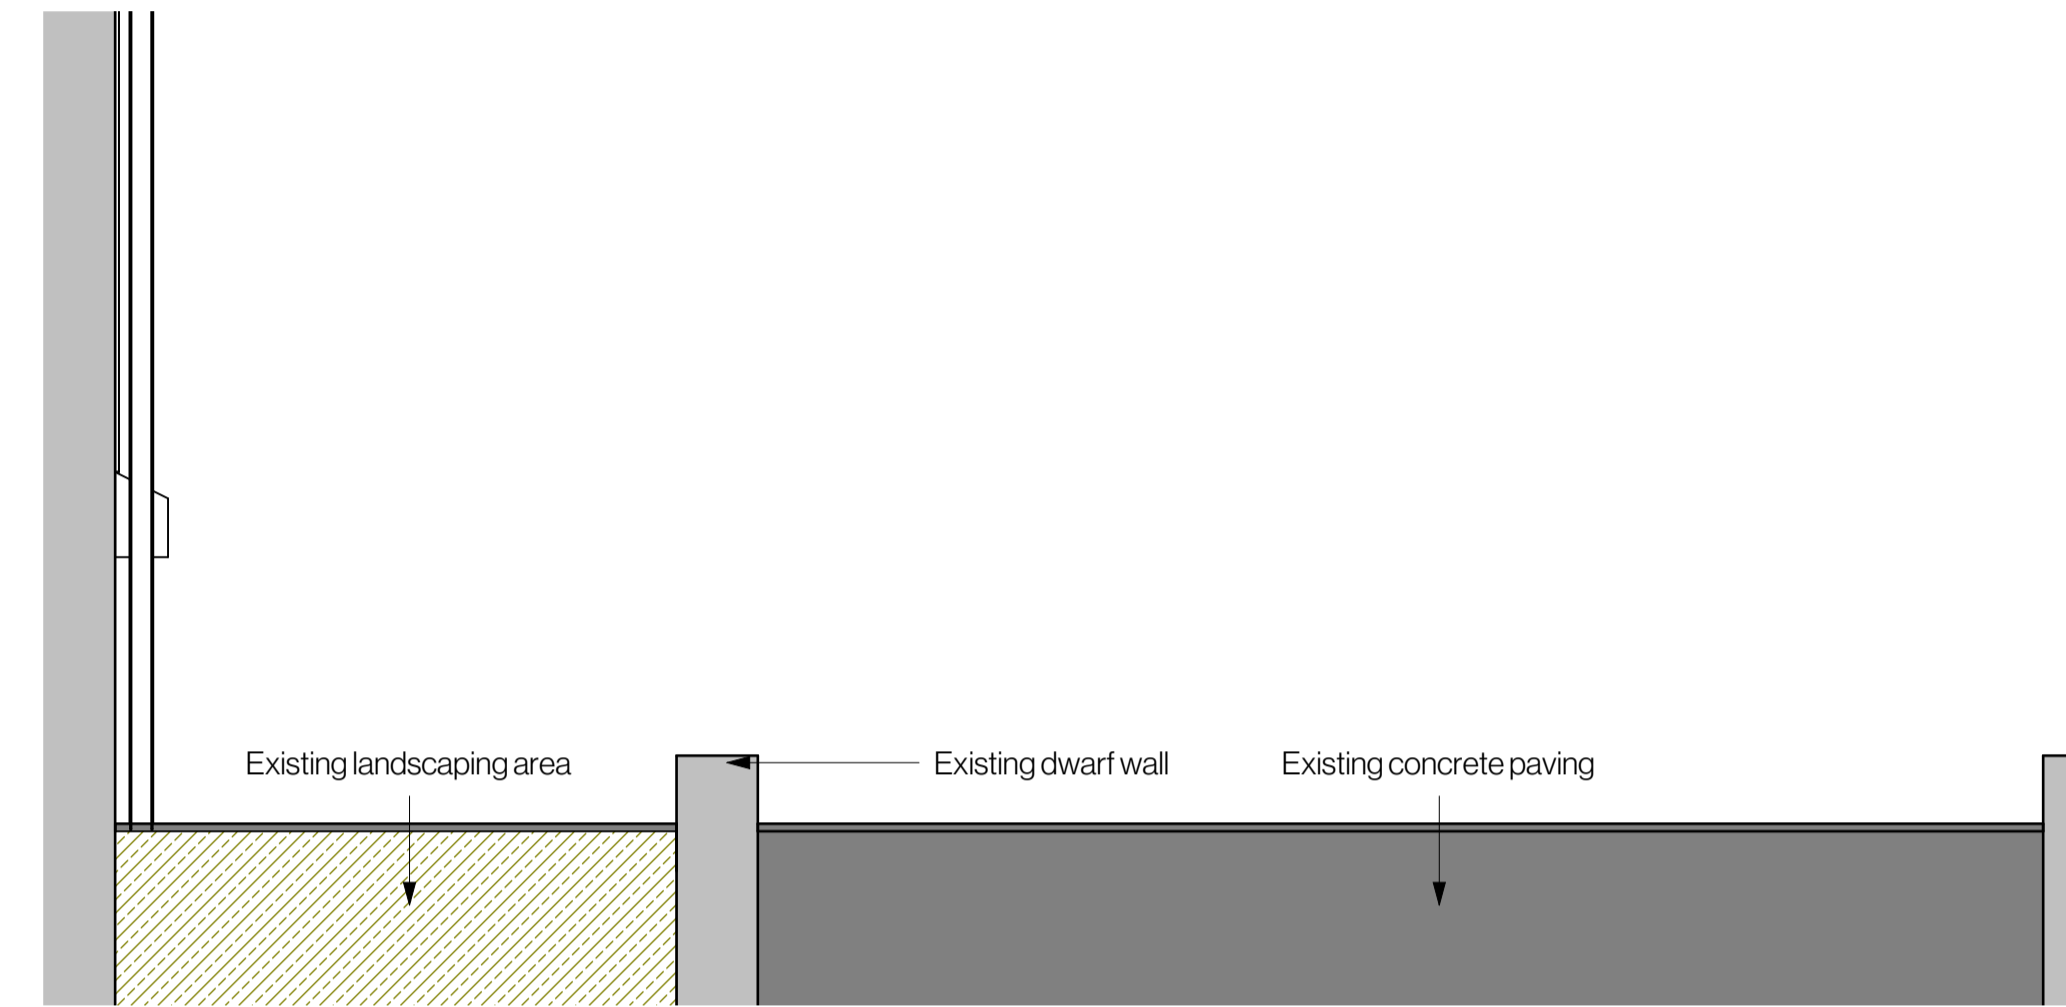 Existing landscaping area
Existing dwarf wall
Existing concrete paving